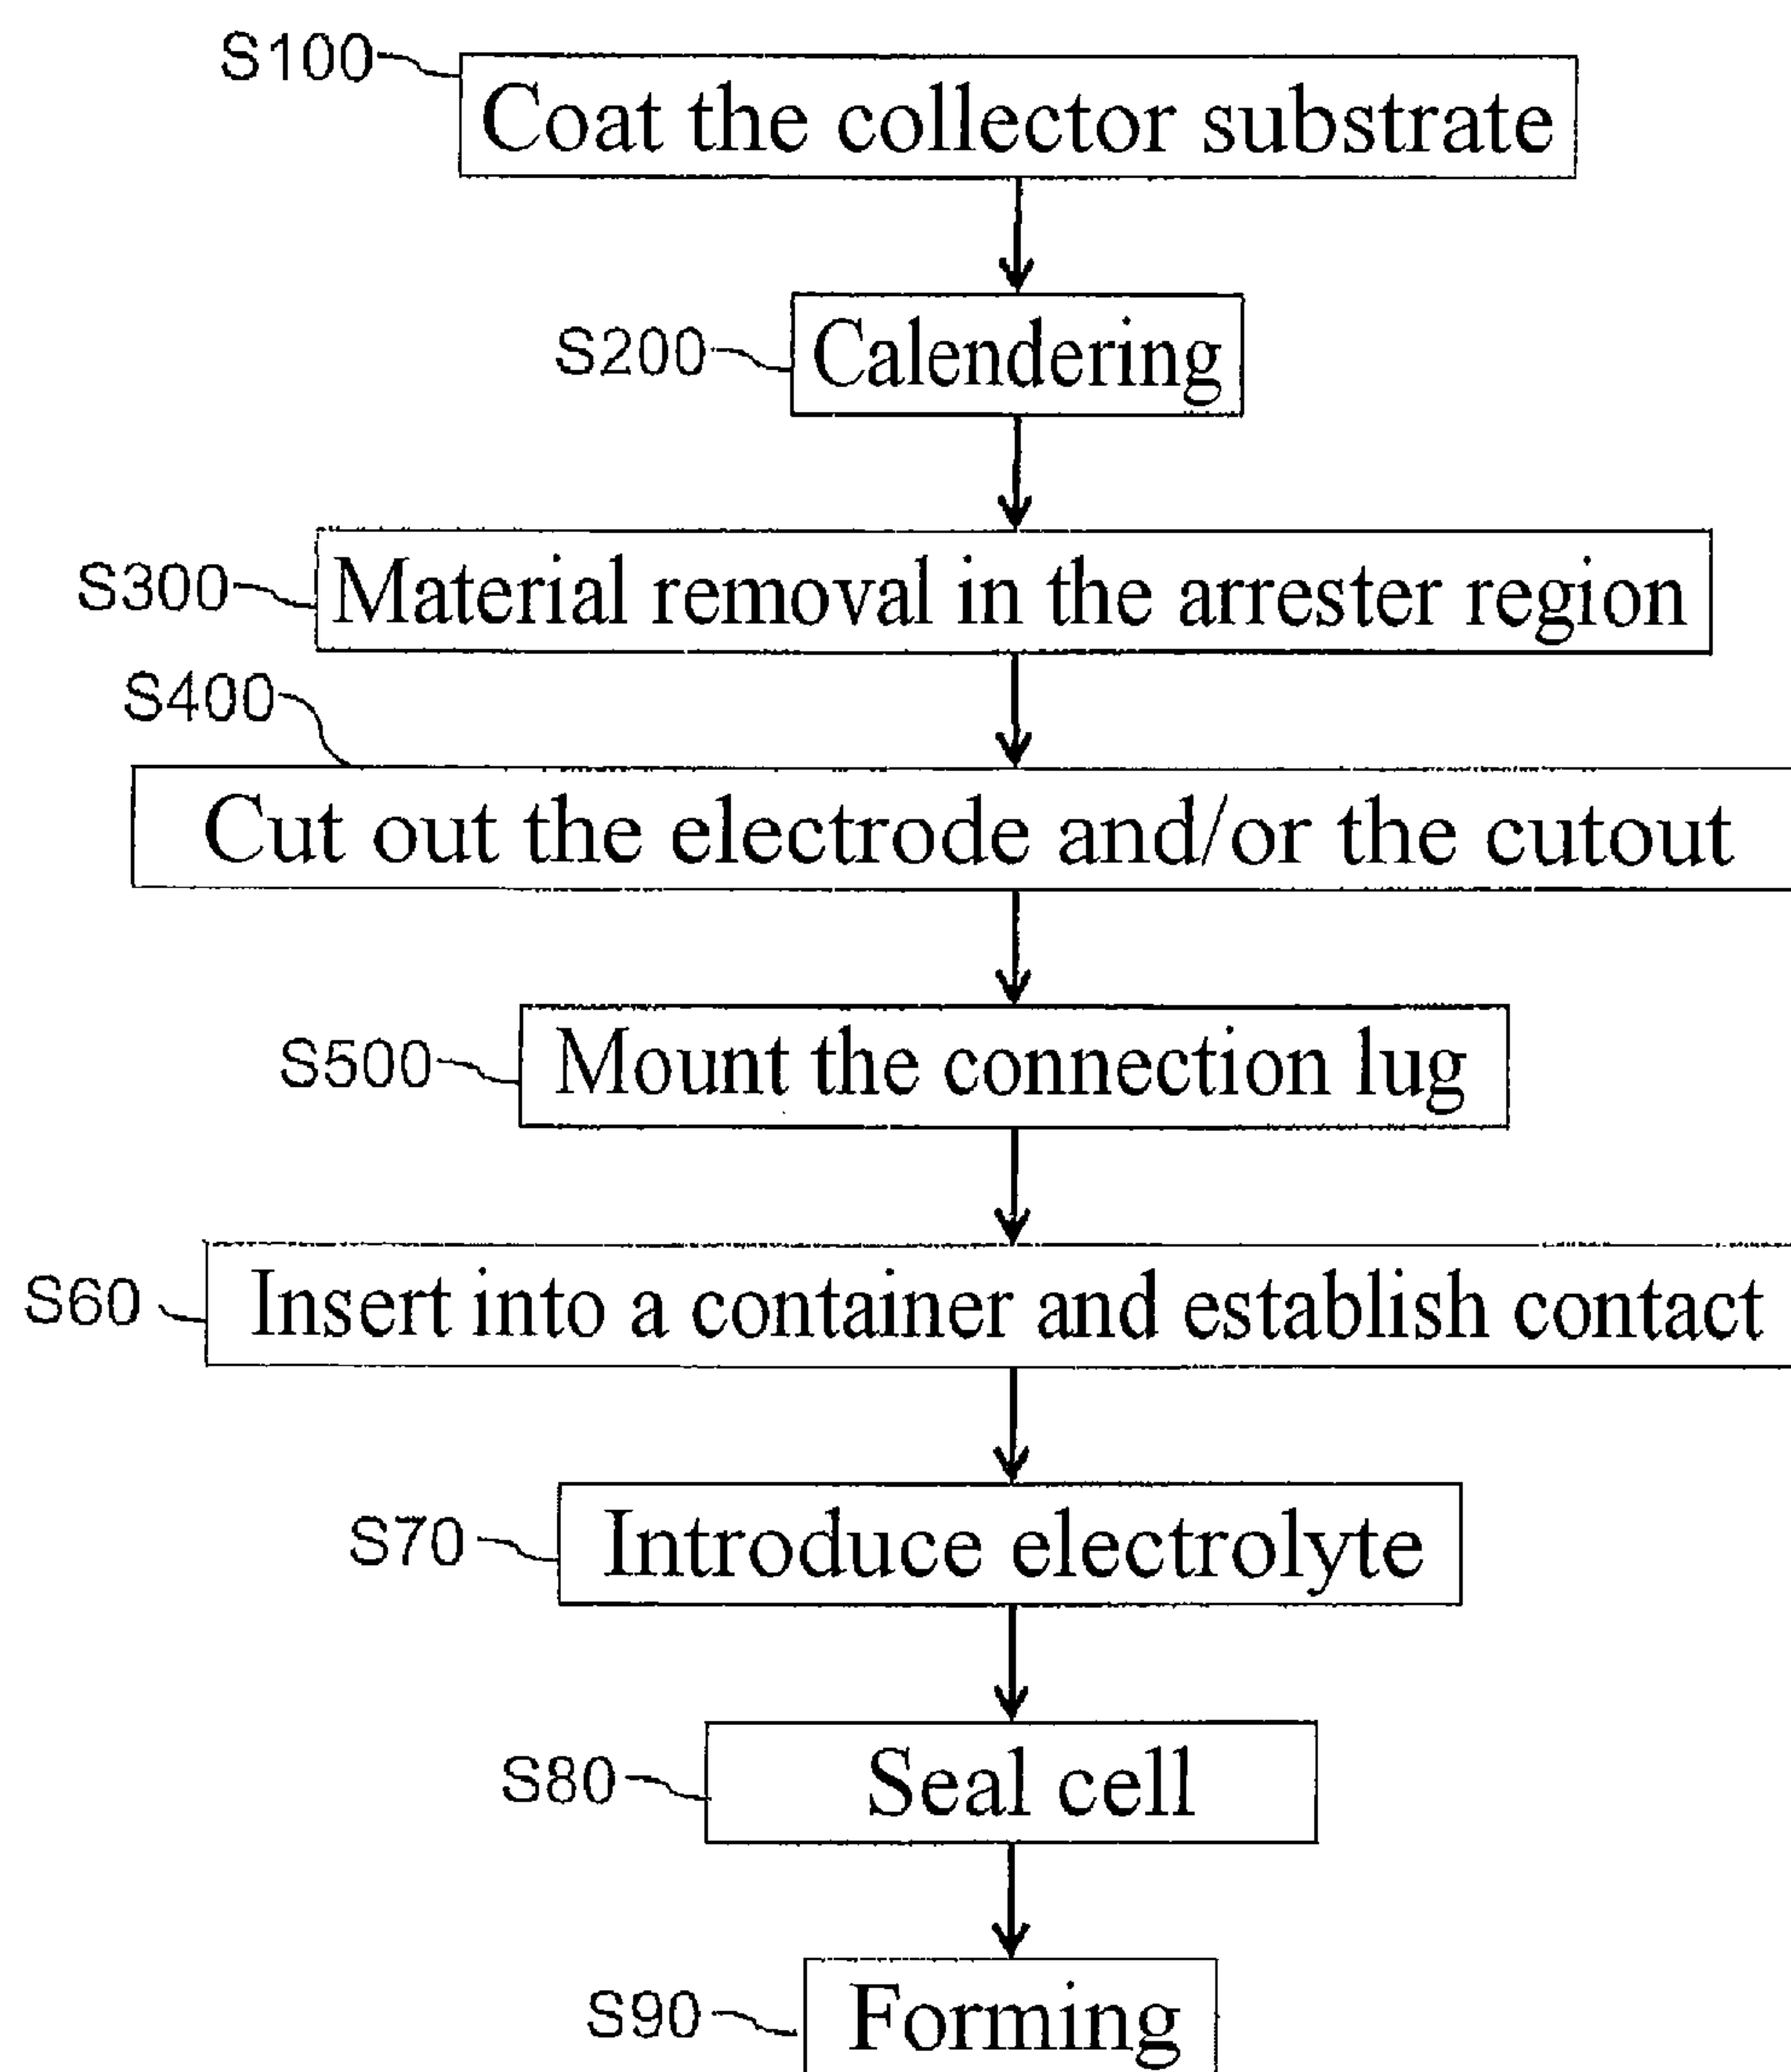 S100
Coat the collector substrate
S200
Calendering
S300
Material removal in the arrester region
S400
Cut out the electrode and/or the cutout
S500
Mount the connection lug
S60
Insert into a container and establish contact
S70
Introduce electrolyte
S80
Seal cell
S90
Forming